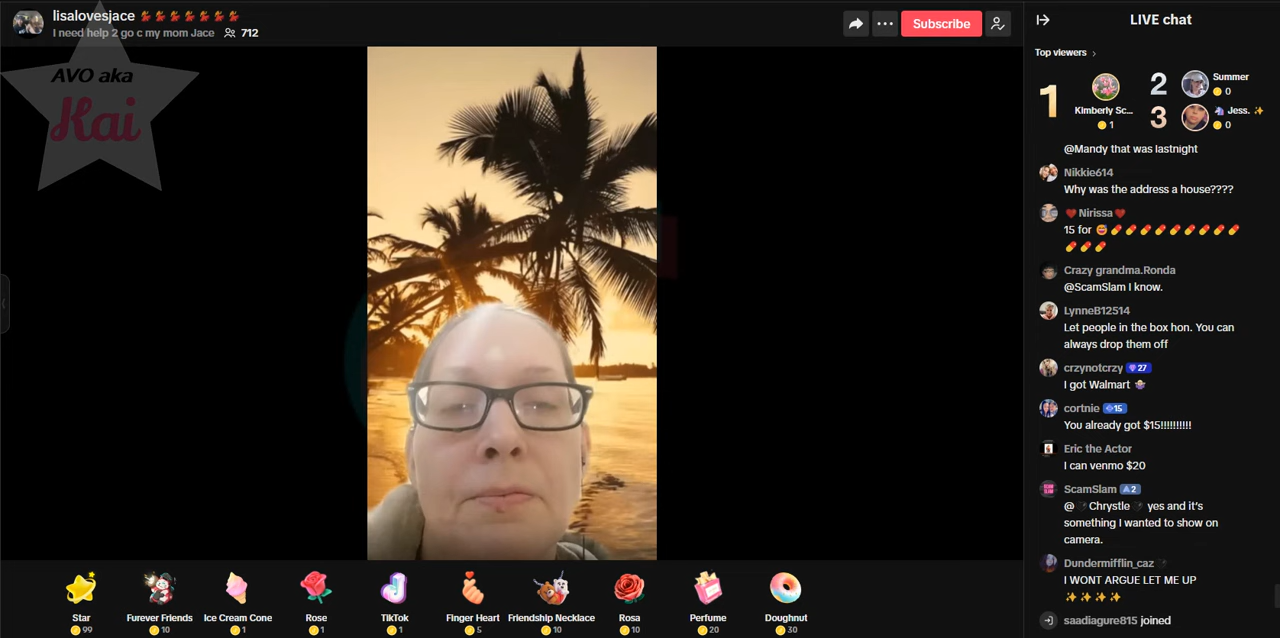 lisalovesjace
I need help 2 go c my mom Jace 712
Subscribe
AVO aka
Kai
LIVE chat
Top viewers
1 Kimberly Sc... 1
2 Summer 0
3 Jess. 0
@Mandy that was lastnight
Nikkie614
Why was the address a house????
Nirissa
15 for
Crazy grandma.Ronda
@ScamSlam I know.
LynneB12514
Let people in the box hon. You can
always drop them off
crzynotcrzy 27
I got Walmart
cortnie 15
You already got $15!!!!!!!!!!
Eric the Actor
I can venmo $20
ScamSlam 2
@ Chrystle yes and it's
something I wanted to show on
camera.
Dundermifflin_caz
I WONT ARGUE LET ME UP
saadiagure815 joined
Star Furever Friends Ice Cream Cone Rose TikTok Finger Heart Friendship Necklace Rosa Perfume Doughnut
99 10 1 1 1 5 10 10 20 30